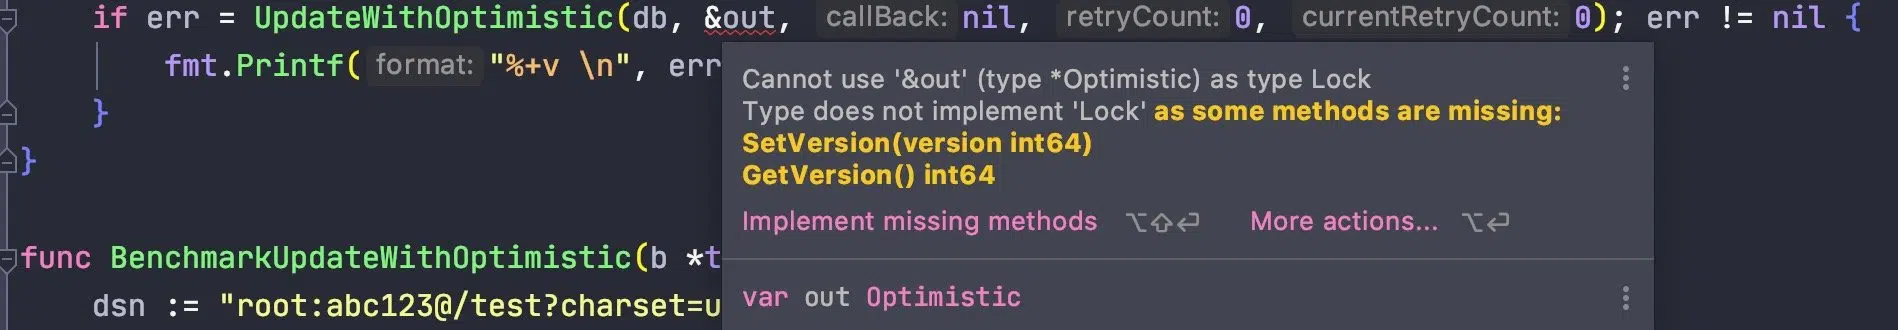 if err = UpdateWithOptimistic(db, &out, callBack: nil, retryCount: 0, currentRetryCount: 0); err != nil {
fmt.Printf( format: "%+v \n", err
}
}
Cannot use '&out' (type *Optimistic) as type Lock
Type does not implement 'Lock' as some methods are missing:
SetVersion(version int64)
GetVersion() int64
Implement missing methods ⌥⇧↩ More actions... ⌥↩
func BenchmarkUpdateWithOptimistic(b *t
dsn := "root:abc123@/test?charset=u
var out Optimistic